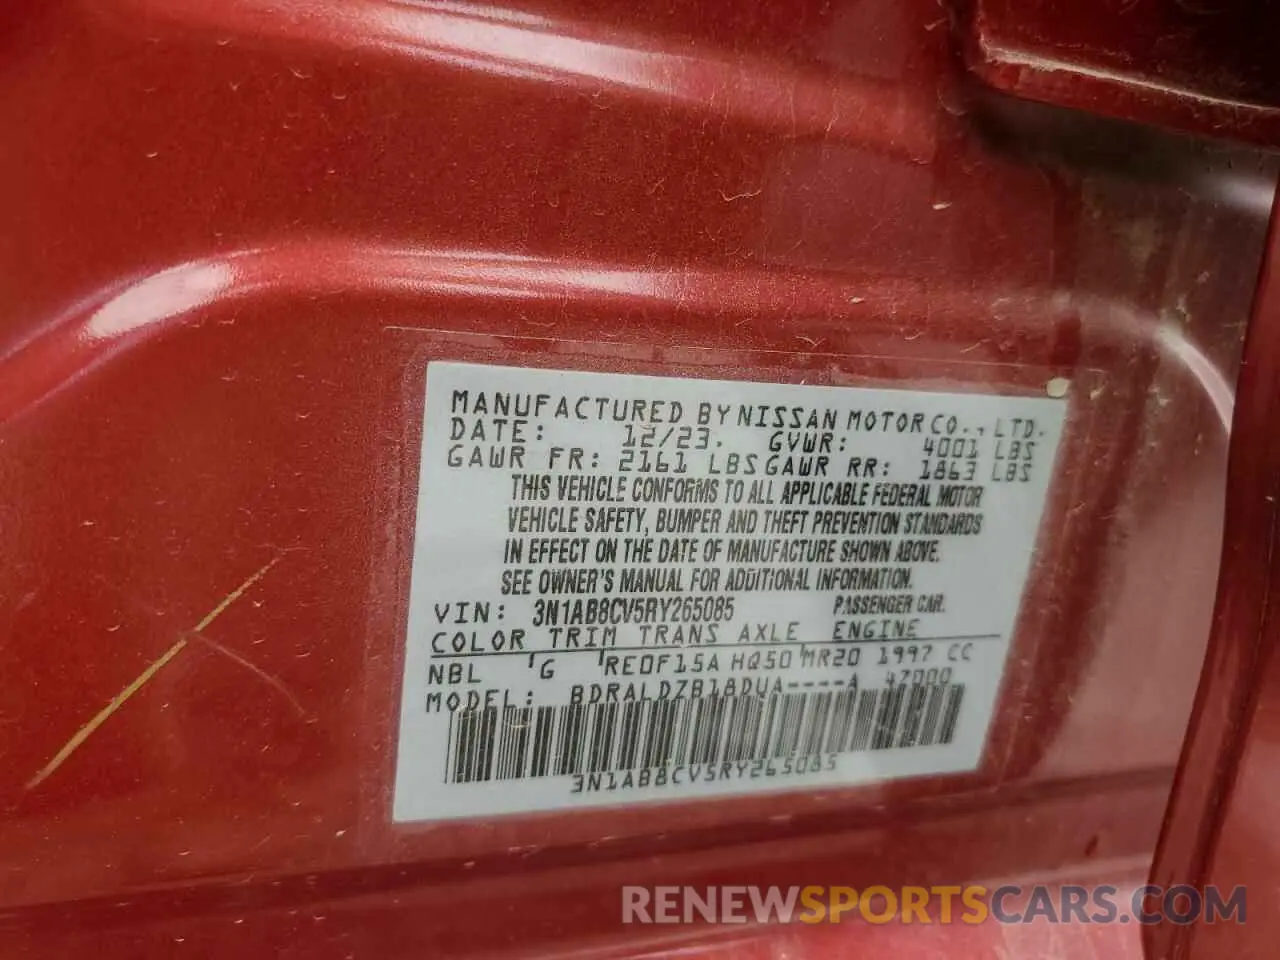 MANUFACTURED BY NISSAN MOTOR CO., LTD.
DATE: 12/23. GVWR: 4001 LBS
GAWR FR: 2161 LBS GAWR RR: 1863 LBS
THIS VEHICLE CONFORMS TO ALL APPLICABLE FEDERAL MOTOR
VEHICLE SAFETY, BUMPER AND THEFT PREVENTION STANDARDS
IN EFFECT ON THE DATE OF MANUFACTURE SHOWN ABOVE.
SEE OWNER'S MANUAL FOR ADDITIONAL INFORMATION.
VIN: 3N1AB8CV5RY265085 PASSENGER CAR.
COLOR TRIM TRANS AXLE ENGINE
NBL 'G 'RE0F15A HQ50 'MR20 1997 CC
MODEL: BDRALDZB18DUA----A 47000
3N1AB8CV5RY265085
RENEWSPORTSCARS.COM